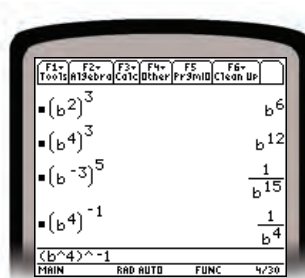 F1▾ F2▾ F3▾ F4▾ F5 F6▾
Tools Algebra Calc Other PrgmIO Clean Up
▪(b²)³ b⁶
▪(b⁴)³ b¹²
▪(b⁻³)⁵ 1/b¹⁵
▪(b⁴)⁻¹ 1/b⁴
(b^4)^-1
MAIN RAD AUTO FUNC 4/30